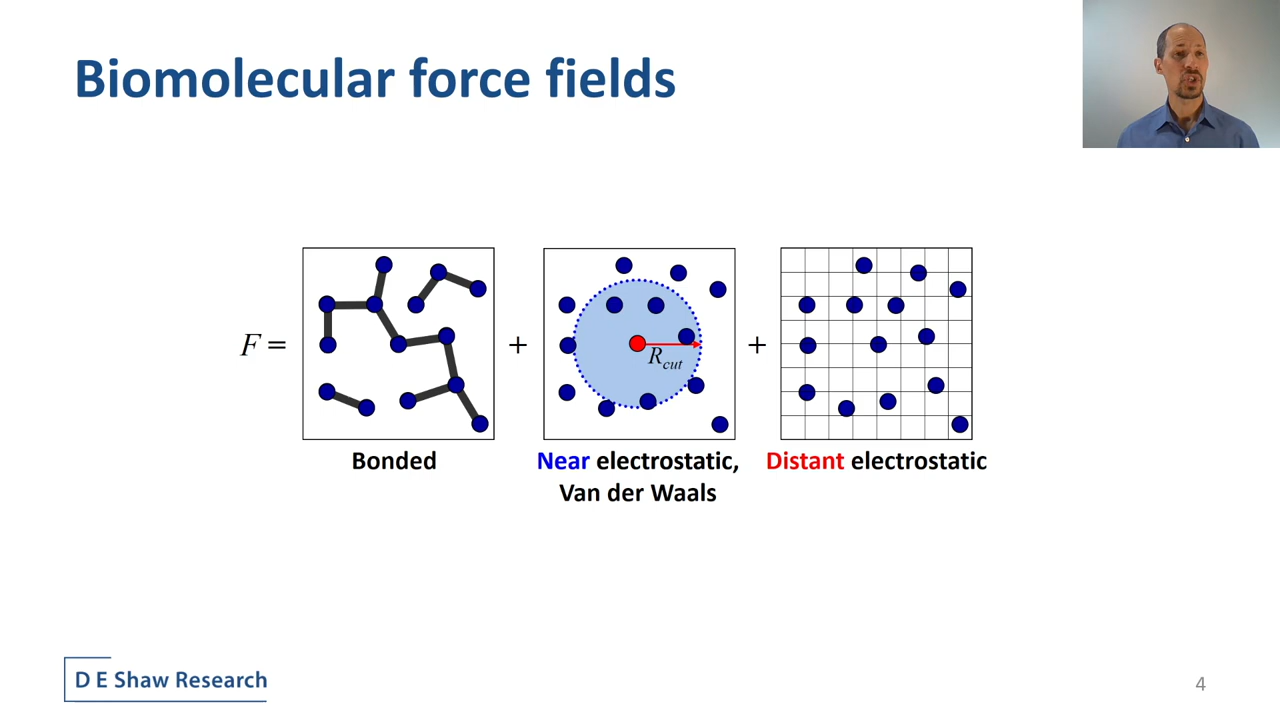 Biomolecular force fields
F =
+
R_cut
+
Bonded
Near electrostatic,
Van der Waals
Distant electrostatic
D E Shaw Research
4